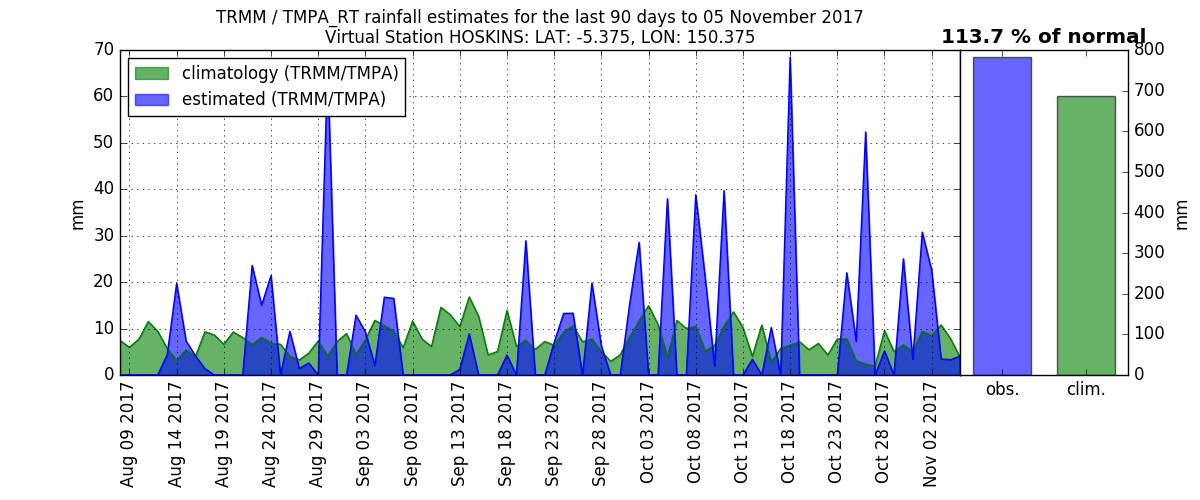 TRMM / TMPA_RT rainfall estimates for the last 90 days to 05 November 2017
Virtual Station HOSKINS: LAT: -5.375, LON: 150.375
113.7 % of normal
climatology (TRMM/TMPA)
estimated (TRMM/TMPA)
70
60
50
40
30
20
10
0
mm
Aug 09 2017
Aug 14 2017
Aug 19 2017
Aug 24 2017
Aug 29 2017
Sep 03 2017
Sep 08 2017
Sep 13 2017
Sep 18 2017
Sep 23 2017
Sep 28 2017
Oct 03 2017
Oct 08 2017
Oct 13 2017
Oct 18 2017
Oct 23 2017
Oct 28 2017
Nov 02 2017
obs.
clim.
800
700
600
500
400
300
200
100
0
mm